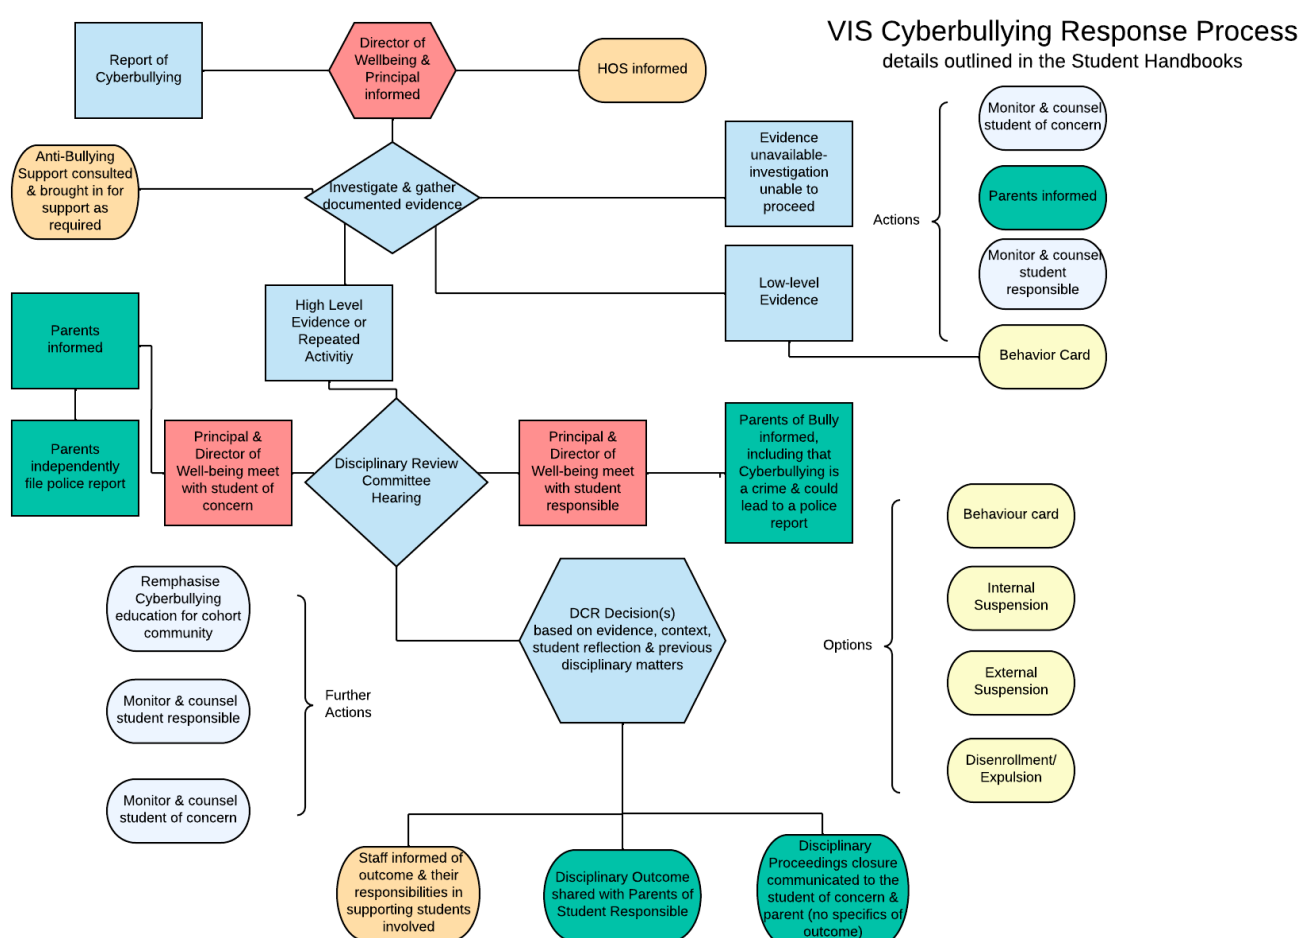 VIS Cyberbullying Response Process
details outlined in the Student Handbooks
Report of
Cyberbullying
Director of
Wellbeing &
Principal
informed
HOS informed
Anti-Bullying
Support consulted
& brought in for
support as
required
Investigate & gather
documented evidence
Evidence
unavailable-
investigation
unable to
proceed
Low-level
Evidence
Actions
Monitor & counsel
student of concern
Parents informed
Monitor & counsel
student
responsible
Behavior Card
High Level
Evidence or
Repeated
Activitiy
Parents
informed
Parents
independently
file police report
Principal &
Director of
Well-being meet
with student of
concern
Disciplinary Review
Committee
Hearing
Principal &
Director of
Well-being meet
with student
responsible
Parents of Bully
informed,
including that
Cyberbullying is
a crime & could
lead to a police
report
Remphasise
Cyberbullying
education for cohort
community
Monitor & counsel
student responsible
Monitor & counsel
student of concern
Further
Actions
DCR Decision(s)
based on evidence, context,
student reflection & previous
disciplinary matters
Options
Behaviour card
Internal
Suspension
External
Suspension
Disenrollment/
Expulsion
Staff informed of
outcome & their
responsibilities in
supporting students
involved
Disciplinary Outcome
shared with Parents of
Student Responsible
Disciplinary
Proceedings closure
communicated to the
student of concern &
parent (no specifics of
outcome)